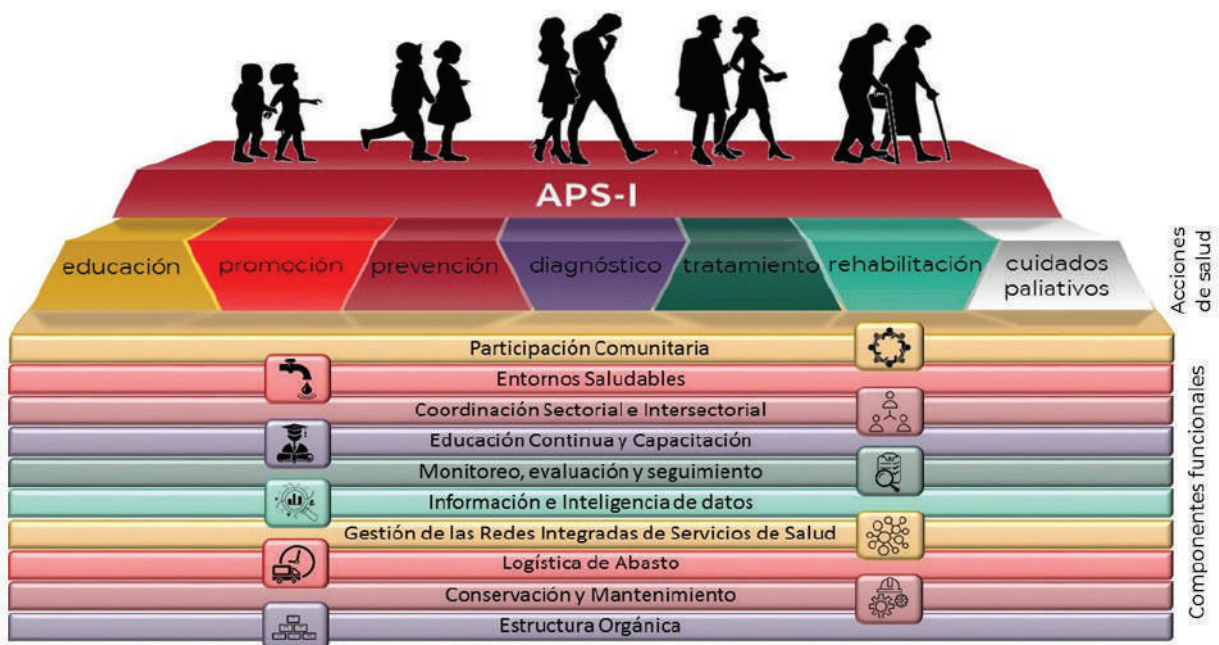 APS-I
educación
promoción
prevención
diagnóstico
tratamiento
rehabilitación
cuidados
paliativos
Acciones
de salud
Participación Comunitaria
Entornos Saludables
Coordinación Sectorial e Intersectorial
Educación Continua y Capacitación
Monitoreo, evaluación y seguimiento
Información e Inteligencia de datos
Gestión de las Redes Integradas de Servicios de Salud
Logística de Abasto
Conservación y Mantenimiento
Estructura Orgánica
Componentes funcionales